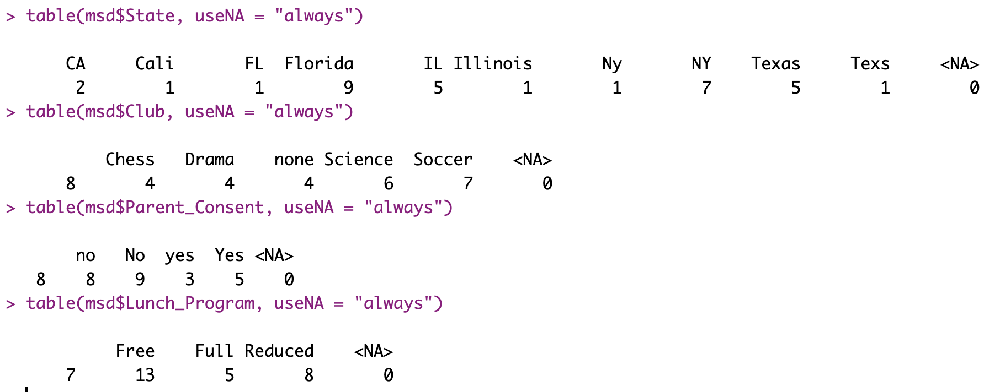 > table(msd$State, useNA = "always")
CA Cali FL Florida IL Illinois Ny NY Texas Texs <NA>
2 1 1 9 5 1 1 7 5 1 0
> table(msd$Club, useNA = "always")
Chess Drama none Science Soccer <NA>
8 4 4 4 6 7 0
> table(msd$Parent_Consent, useNA = "always")
no No yes Yes <NA>
8 8 9 3 5 0
> table(msd$Lunch_Program, useNA = "always")
Free Full Reduced <NA>
7 13 5 8 0